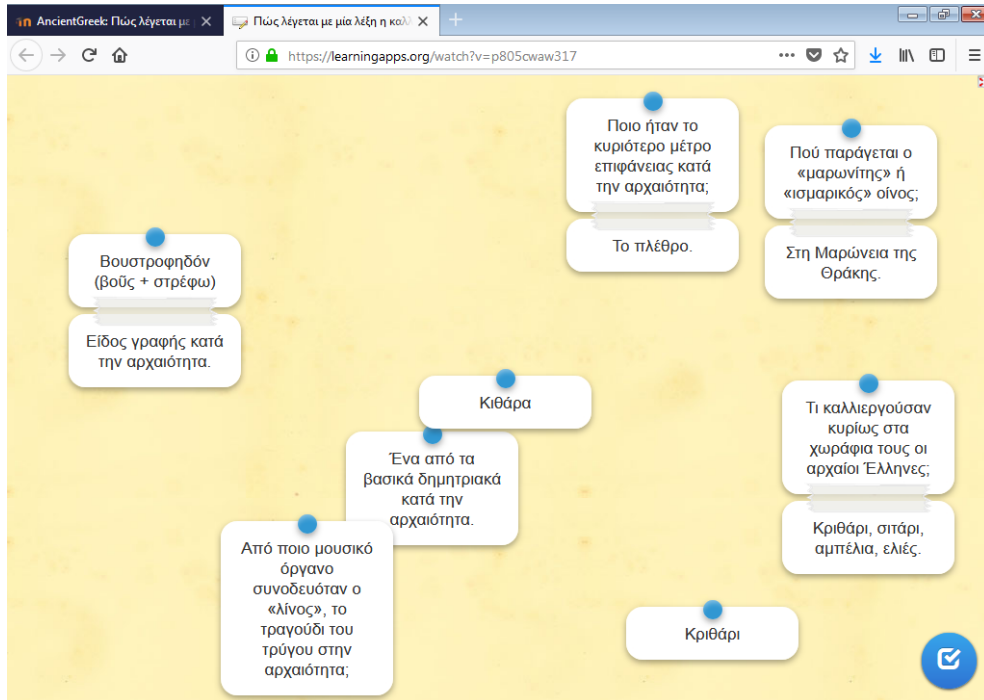 AncientGreek: Πώς λέγεται με
Πώς λέγεται με μία λέξη η καλ
https://learningapps.org/watch?v=p805cwaw317
Ποιο ήταν το
κυριότερο μέτρο
επιφάνειας κατά
την αρχαιότητα;
Το πλέθρο.
Πού παράγεται ο
«μαρωνίτης» ή
«ισμαρικός» οίνος;
Στη Μαρώνεια της
Θράκης.
Βουστροφηδόν
(βοῦς + στρέφω)
Είδος γραφής κατά
την αρχαιότητα.
Κιθάρα
Ένα από τα
βασικά δημητριακά
κατά την
αρχαιότητα.
Τι καλλιεργούσαν
κυρίως στα
χωράφια τους οι
αρχαίοι Έλληνες;
Κριθάρι, σιτάρι,
αμπέλια, ελιές.
Από ποιο μουσικό
όργανο
συνοδευόταν ο
«λίνος», το
τραγούδι του
τρύγου στην
αρχαιότητα;
Κριθάρι